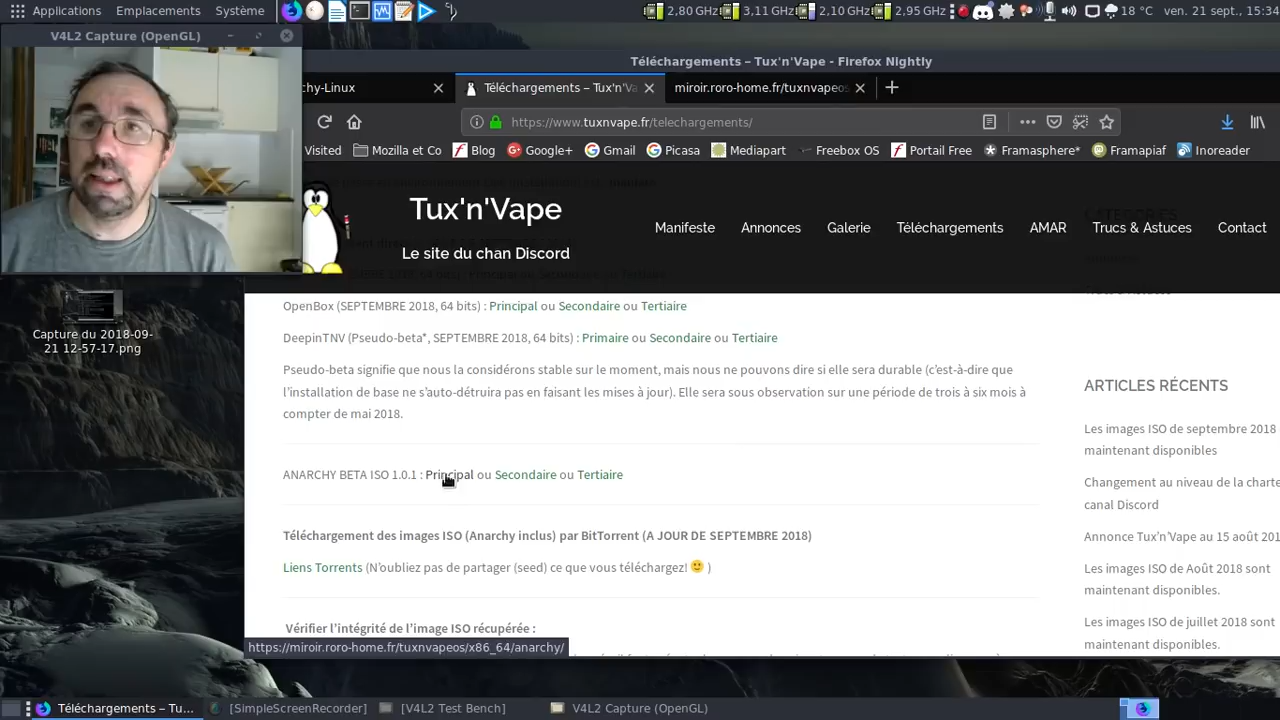 Applications Emplacements Système 2,80 GHz 3,11 GHz 2,10 GHz 2,95 GHz 18 °C ven. 21 sept., 15:34
V4L2 Capture (OpenGL)
Téléchargements – Tux'n'Vape - Firefox Nightly
chy-Linux Téléchargements – Tux'n'Va miroir.roro-home.fr/tuxnvapeos
https://www.tuxnvape.fr/telechargements/
Visited Mozilla et Co Blog Google+ Gmail Picasa Mediapart Freebox OS Portail Free Framasphere* Framapiaf Inoreader
Tux'n'Vape
Le site du chan Discord
Manifeste Annonces Galerie Téléchargements AMAR Trucs & Astuces Contact
CATÉGORIES
OpenBox (SEPTEMBRE 2018, 64 bits) : Principal ou Secondaire ou Tertiaire
DeepinTNV (Pseudo-beta*, SEPTEMBRE 2018, 64 bits) : Primaire ou Secondaire ou Tertiaire
Pseudo-beta signifie que nous la considérons stable sur le moment, mais nous ne pouvons dire si elle sera durable (c'est-à-dire que
l'installation de base ne s'auto-détruira pas en faisant les mises à jour). Elle sera sous observation sur une période de trois à six mois à
compter de mai 2018.
ANARCHY BETA ISO 1.0.1 : Principal ou Secondaire ou Tertiaire
Téléchargement des images ISO (Anarchy inclus) par BitTorrent (A JOUR DE SEPTEMBRE 2018)
Liens Torrents (N'oubliez pas de partager (seed) ce que vous téléchargez! )
Vérifier l'intégrité de l'image ISO récupérée :
https://miroir.roro-home.fr/tuxnvapeos/x86_64/anarchy/
ARTICLES RÉCENTS
Les images ISO de septembre 2018
maintenant disponibles
Changement au niveau de la charte
canal Discord
Annonce Tux'n'Vape au 15 août 201
Les images ISO de Août 2018 sont
maintenant disponibles.
Les images ISO de juillet 2018 sont
maintenant disponibles.
Capture du 2018-09-
21 12-57-17.png
Téléchargements – Tu... [SimpleScreenRecorder] [V4L2 Test Bench] V4L2 Capture (OpenGL)